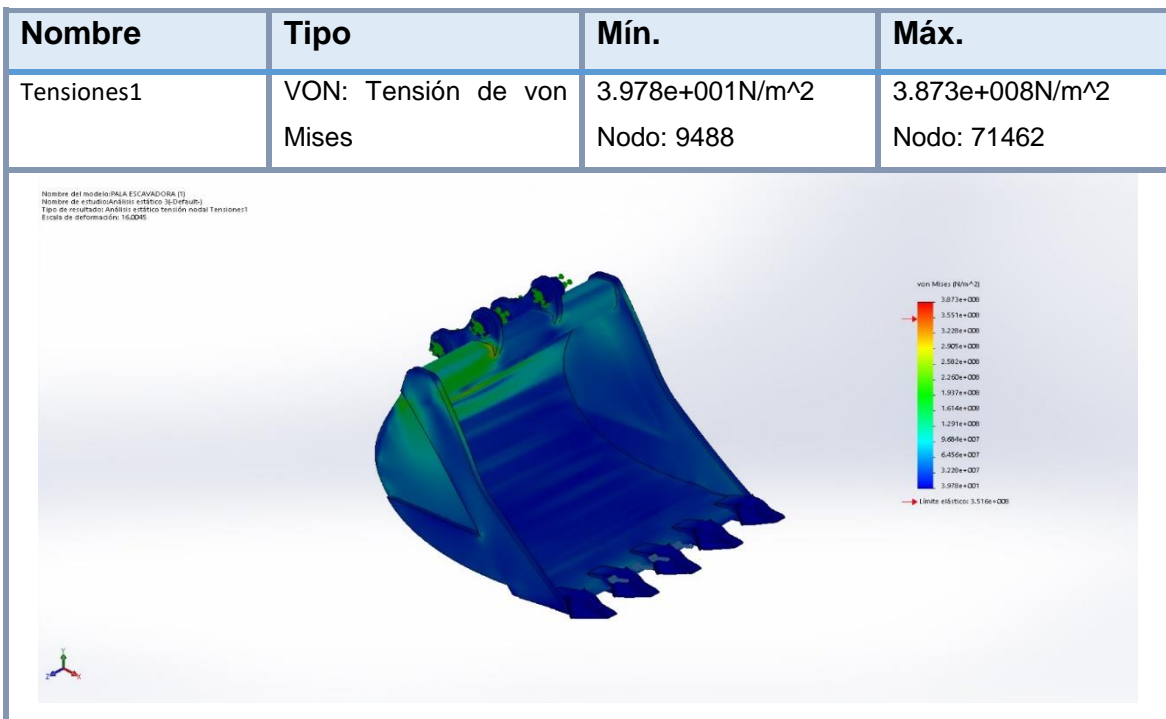 Nombre Tipo Mín. Máx.
Tensiones1 VON: Tensión de von 3.978e+001N/m^2 3.873e+008N/m^2
Mises Nodo: 9488 Nodo: 71462
Nombre del modelo:PALA ESCAVADORA (1)
Nombre de estudio:Análisis estático 3(-Default-)
Tipo de resultado: Análisis estático tensión nodal Tensiones1
Escala de deformación: 16.0045
von Mises (N/m^2)
3.873e+008
3.551e+008
3.228e+008
2.905e+008
2.582e+008
2.260e+008
1.937e+008
1.614e+008
1.291e+008
9.684e+007
6.456e+007
3.228e+007
3.978e+001
Límite elástico: 3.516e+008
Y
Z X